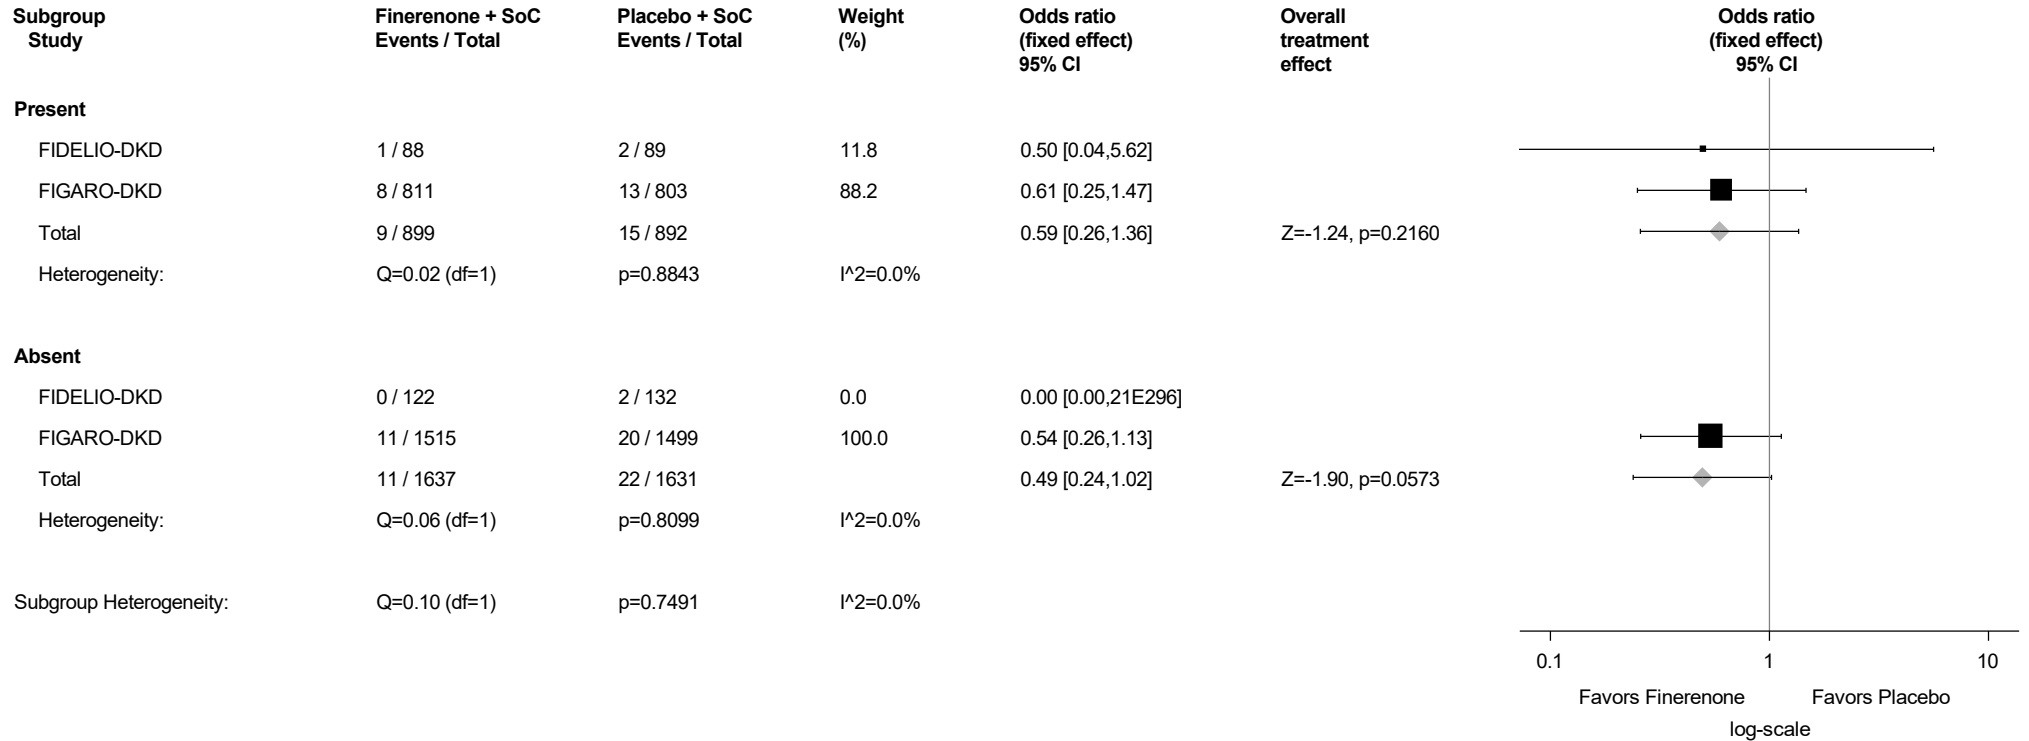 Subgroup Finerenone + SoC Placebo + SoC Weight Odds ratio Overall Odds ratio
Study Events / Total Events / Total (%) (fixed effect) treatment (fixed effect)
95% CI effect 95% CI
Present
FIDELIO-DKD 1 / 88 2 / 89 11.8 0.50 [0.04,5.62]
FIGARO-DKD 8 / 811 13 / 803 88.2 0.61 [0.25,1.47]
Total 9 / 899 15 / 892 0.59 [0.26,1.36] Z=-1.24, p=0.2160
Heterogeneity: Q=0.02 (df=1) p=0.8843 I^2=0.0%
Absent
FIDELIO-DKD 0 / 122 2 / 132 0.0 0.00 [0.00,21E296]
FIGARO-DKD 11 / 1515 20 / 1499 100.0 0.54 [0.26,1.13]
Total 11 / 1637 22 / 1631 0.49 [0.24,1.02] Z=-1.90, p=0.0573
Heterogeneity: Q=0.06 (df=1) p=0.8099 I^2=0.0%
Subgroup Heterogeneity: Q=0.10 (df=1) p=0.7491 I^2=0.0%
0.1 1 10
Favors Finerenone Favors Placebo
log-scale